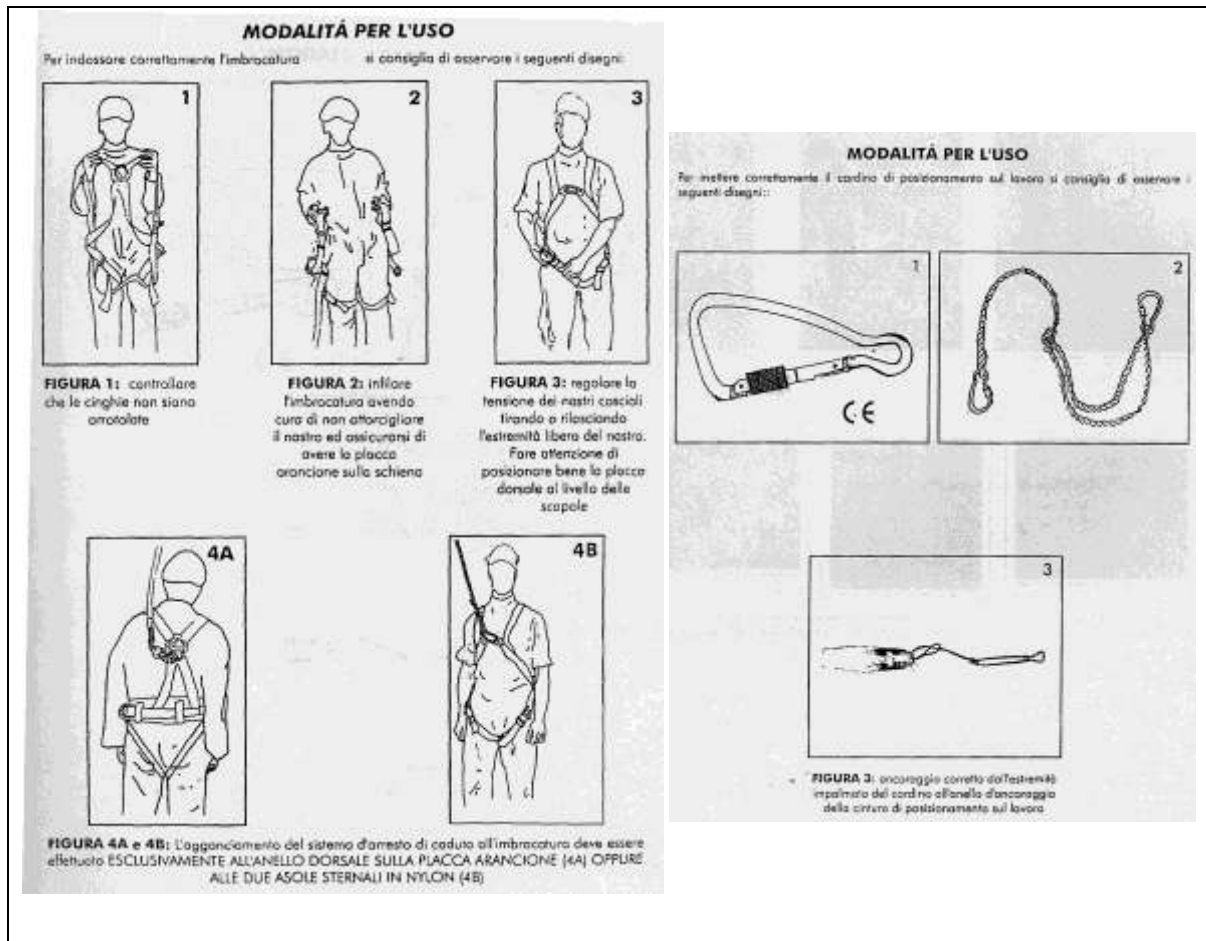 MODALITÁ PER L'USO
Per indossare correttamente l'imbracatura si consiglia di osservare i seguenti disegni:
1
2
3
FIGURA 1: controllare
che le cinghie non siano
arrotolate
FIGURA 2: infilare
l'imbracatura avendo
cura di non attorcigliare
il nastro ed assicurarsi di
avere la placca
arancione sulla schiena
FIGURA 3: regolare la
tensione dei nastri cosciali
tirando o rilasciando
l'estremità libera del nastro.
Fare attenzione di
posizionare bene la placca
dorsale al livello delle
scapole
4A
4B
FIGURA 4A e 4B: L'agganciamento del sistema d'arresto di caduta all'imbracatura deve essere
effettuato ESCLUSIVAMENTE ALL'ANELLO DORSALE SULLA PLACCA ARANCIONE (4A) OPPURE
ALLE DUE ASOLE STERNALI IN NYLON (4B)
MODALITÁ PER L'USO
Per mettere correttamente il cordino di posizionamento sul lavoro si consiglia di osservare i
seguenti disegni::
1
CE
2
3
FIGURA 3: ancoraggio corretto dall'estremità
impalmata del cordino all'anello d'ancoraggio
della cintura di posizionamento sul lavoro